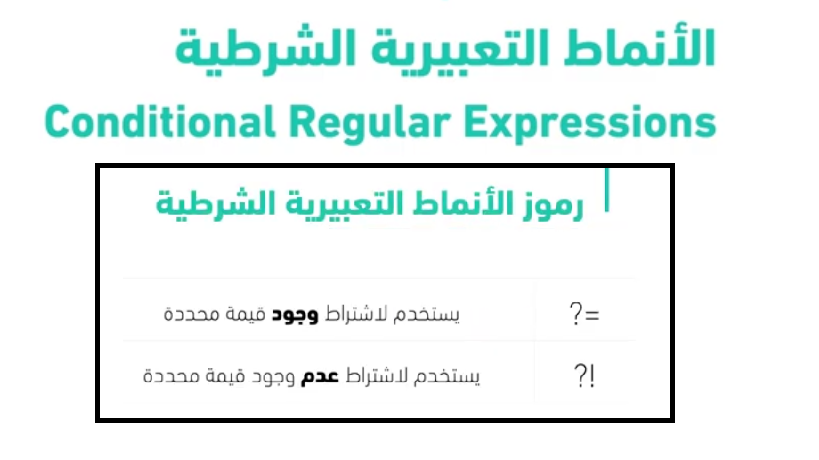 الأنماط التعبيرية الشرطية
Conditional Regular Expressions
رموز الأنماط التعبيرية الشرطية
?= يستخدم لاشتراط وجود قيمة محددة
?! يستخدم للاشتراط عدم وجود قيمة محددة